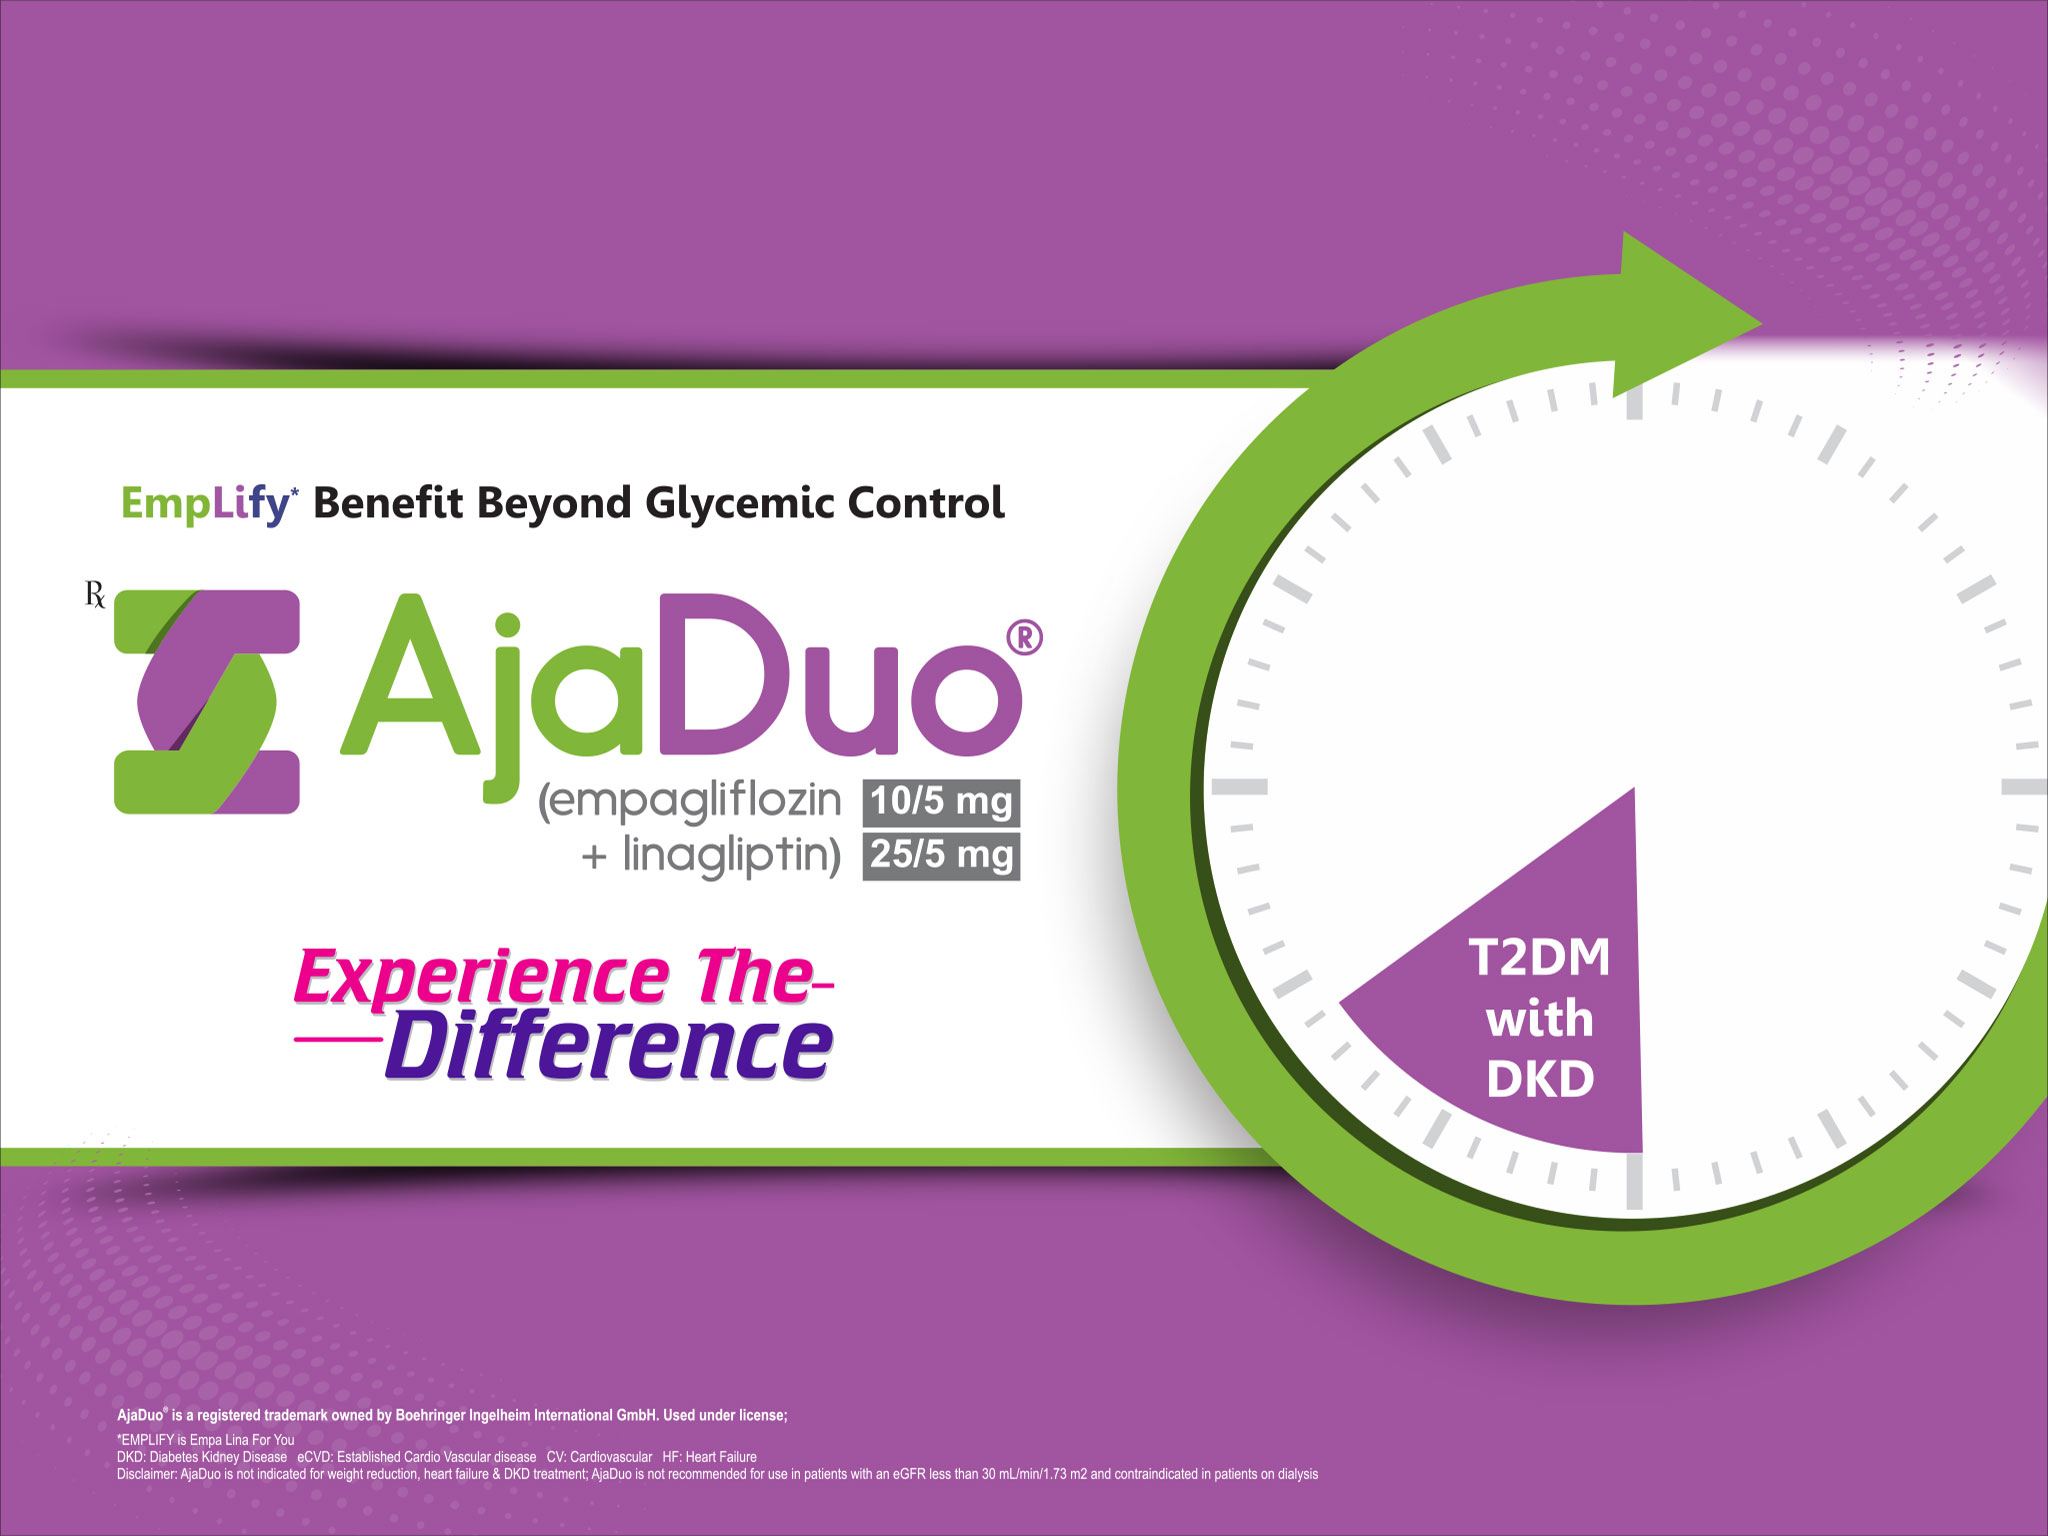 EmpLify* Benefit Beyond Glycemic Control
℞
AjaDuo®
(empagliflozin 10/5 mg
+ linagliptin) 25/5 mg
Experience The
Difference
T2DM
with
DKD
AjaDuo® is a registered trademark owned by Boehringer Ingelheim International GmbH. Used under license;
*EMPLIFY is Empa Lina For You
DKD: Diabetes Kidney Disease eCVD: Established Cardio Vascular disease CV: Cardiovascular HF: Heart Failure
Disclaimer: AjaDuo is not indicated for weight reduction, heart failure & DKD treatment; AjaDuo is not recommended for use in patients with an eGFR less than 30 mL/min/1.73 m2 and contraindicated in patients on dialysis